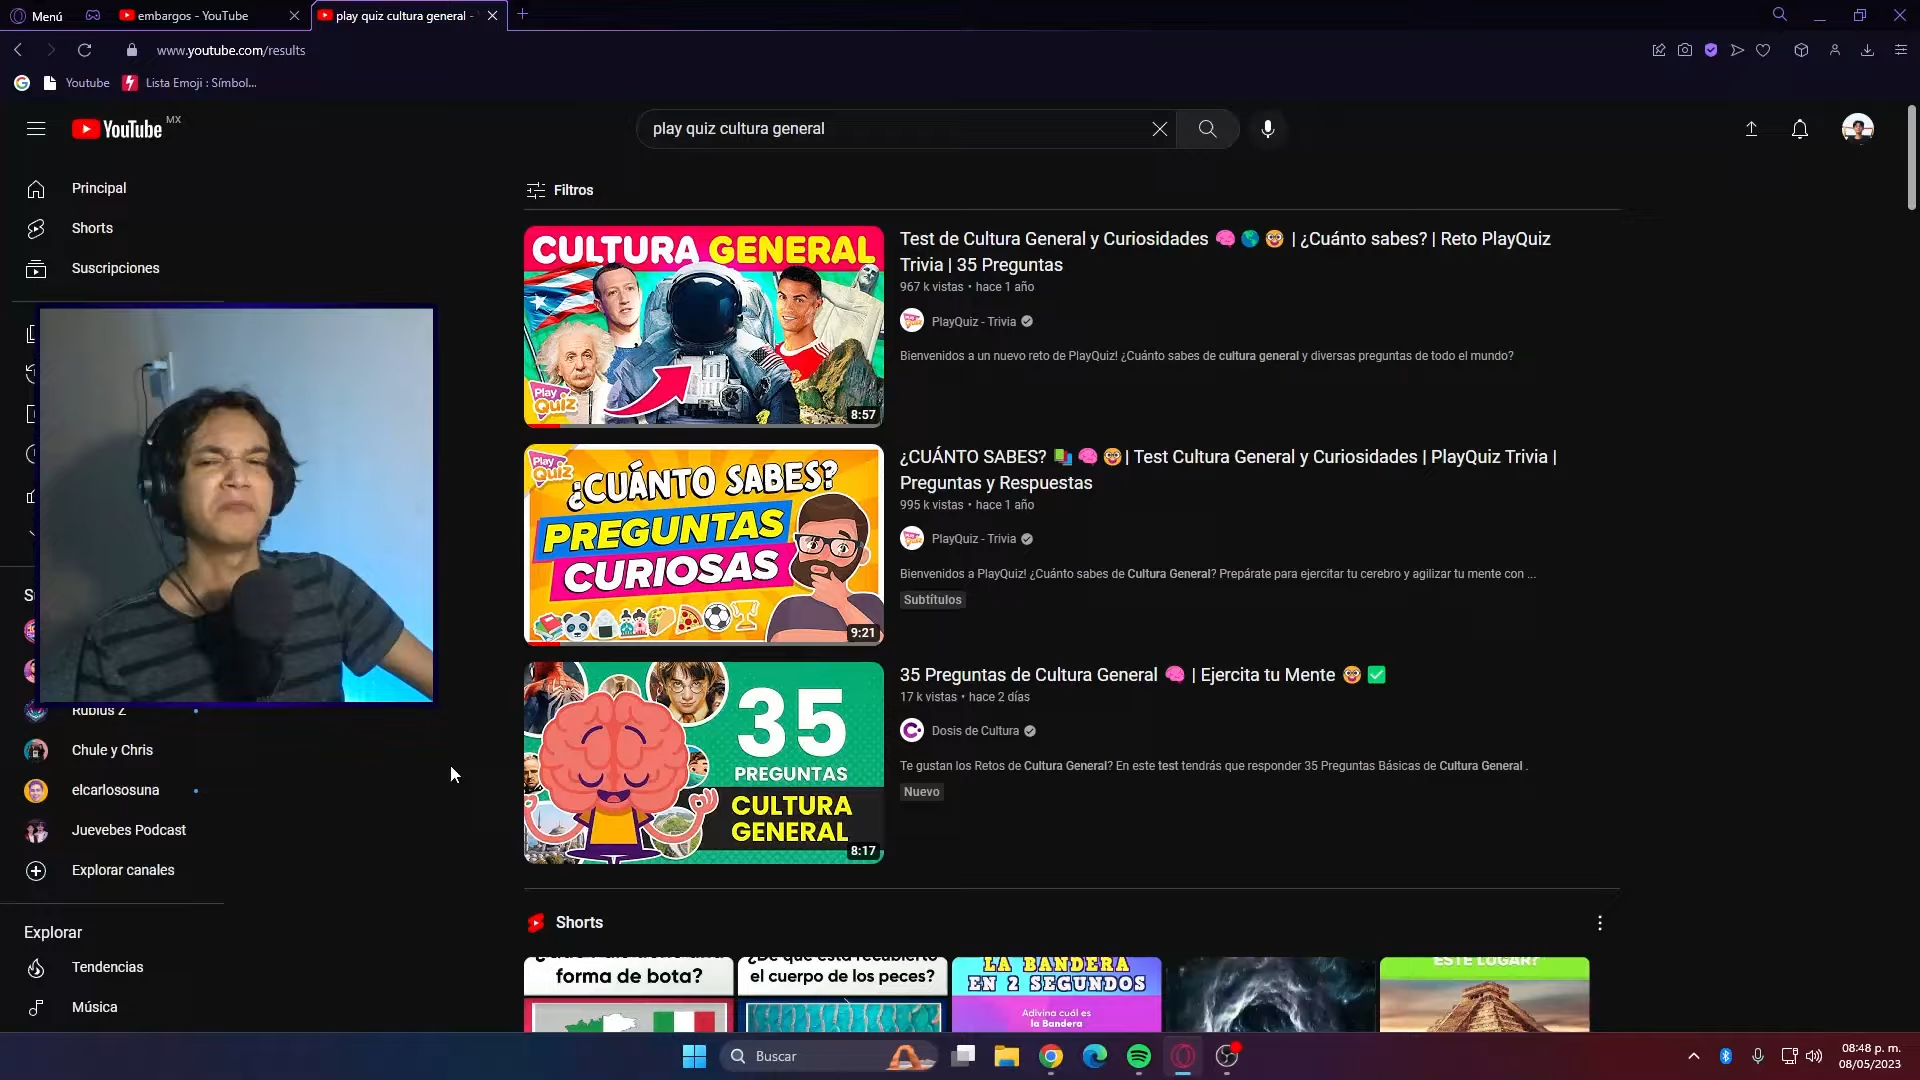 Menú
embargos - YouTube
play quiz cultura general -
www.youtube.com/results
Youtube
Lista Emoji : Símbol...
YouTube MX
play quiz cultura general
Principal
Shorts
Suscripciones
Rubius Z
Chule y Chris
elcarlososuna
Juevebes Podcast
Explorar canales
Explorar
Tendencias
Música
Filtros
CULTURA GENERAL
Play Quiz
8:57
Test de Cultura General y Curiosidades 🧠 🌎 🤓 | ¿Cuánto sabes? | Reto PlayQuiz
Trivia | 35 Preguntas
967 k vistas • hace 1 año
PlayQuiz - Trivia
Bienvenidos a un nuevo reto de PlayQuiz! ¿Cuánto sabes de cultura general y diversas preguntas de todo el mundo?
Play Quiz
¿CUÁNTO SABES?
PREGUNTAS
CURIOSAS
9:21
¿CUÁNTO SABES? 📚 🧠 🤓 | Test Cultura General y Curiosidades | PlayQuiz Trivia |
Preguntas y Respuestas
995 k vistas • hace 1 año
PlayQuiz - Trivia
Bienvenidos a PlayQuiz! ¿Cuánto sabes de Cultura General? Prepárate para ejercitar tu cerebro y agilizar tu mente con ...
Subtítulos
35
PREGUNTAS
CULTURA
GENERAL
8:17
35 Preguntas de Cultura General 🧠 | Ejercita tu Mente 🤓 ✅
17 k vistas • hace 2 días
Dosis de Cultura
Te gustan los Retos de Cultura General? En este test tendrás que responder 35 Preguntas Básicas de Cultura General .
Nuevo
Shorts
forma de bota?
¿De qué está recubierto
el cuerpo de los peces?
LA BANDERA
EN 2 SEGUNDOS
Adivina cuál es
la Bandera
ESTE LUGAR?
Buscar
08:48 p. m.
08/05/2023